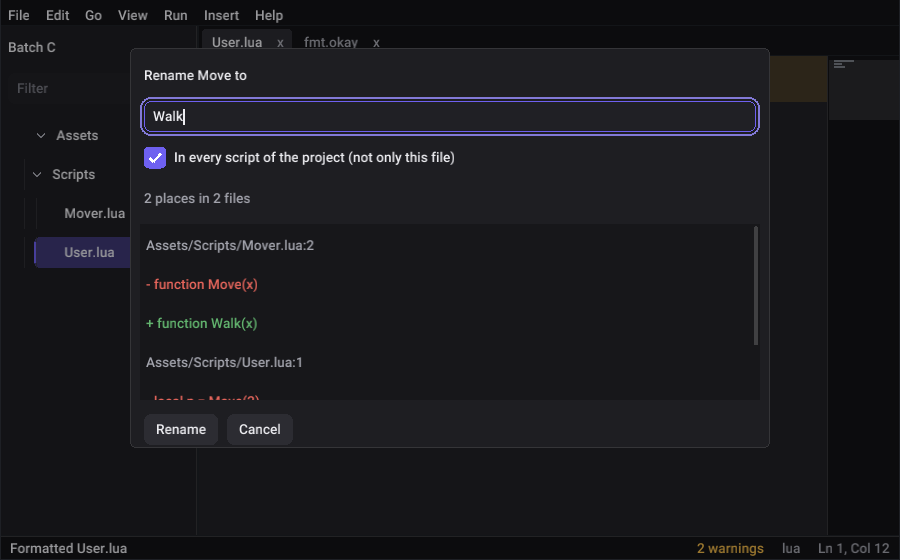 File Edit Go View Run Insert Help
Batch C
User.lua x fmt.okay x
Filter
Assets
Scripts
Mover.lua
User.lua
Rename Move to
Walk
In every script of the project (not only this file)
2 places in 2 files
Assets/Scripts/Mover.lua:2
- function Move(x)
+ function Walk(x)
Assets/Scripts/User.lua:1
Rename Cancel
Formatted User.lua
2 warnings lua Ln 1, Col 12